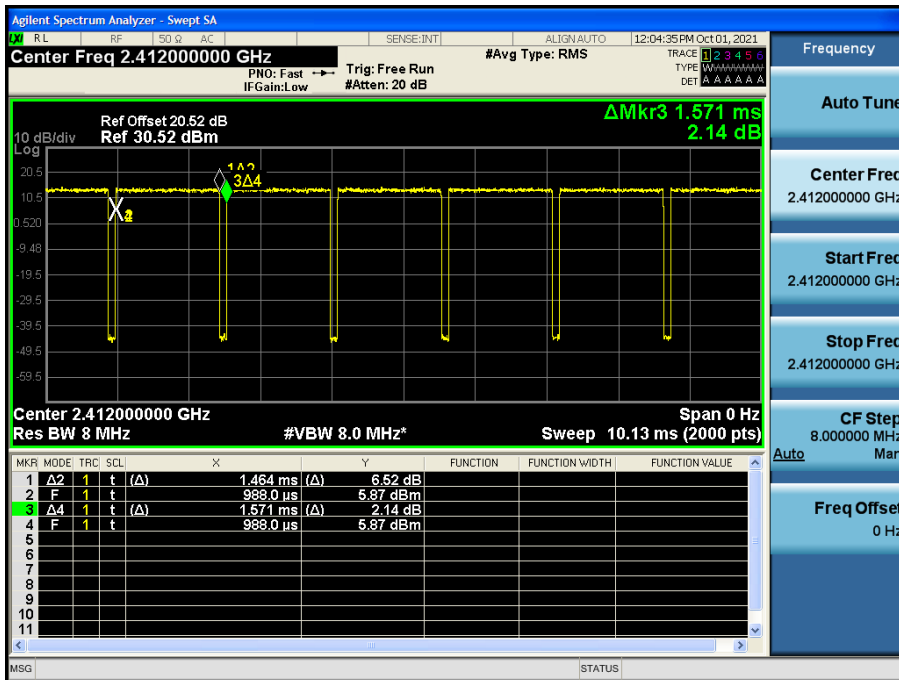 Agilent Spectrum Analyzer - Swept SA
LXI RL RF 50 Ω AC SENSE:INT ALIGN AUTO 12:04:35 PM Oct 01, 2021
Center Freq 2.412000000 GHz
PNO: Fast
IFGain:Low
Trig: Free Run
#Atten: 20 dB
#Avg Type: RMS
TRACE 1 2 3 4 5 6
TYPE WWWWWWW
DET A A A A A A
Frequency
Auto Tune
Center Freq
2.412000000 GHz
Start Freq
2.412000000 GHz
Stop Freq
2.412000000 GHz
CF Step
8.000000 MHz
Auto Man
Freq Offset
0 Hz
ΔMkr3 1.571 ms
2.14 dB
Ref Offset 20.52 dB
10 dB/div Ref 30.52 dBm
Log
20.5
10.5
0.520
-9.48
-19.5
-29.5
-39.5
-49.5
-59.5
1Δ2
3Δ4
Center 2.412000000 GHz Span 0 Hz
Res BW 8 MHz #VBW 8.0 MHz* Sweep 10.13 ms (2000 pts)
MKR MODE TRC SCL X Y FUNCTION FUNCTION WIDTH FUNCTION VALUE
1 Δ2 1 t (Δ) 1.464 ms (Δ) 6.52 dB
2 F 1 t 988.0 µs 5.87 dBm
3 Δ4 1 t (Δ) 1.571 ms (Δ) 2.14 dB
4 F 1 t 988.0 µs 5.87 dBm
5
6
7
8
9
10
11
MSG STATUS